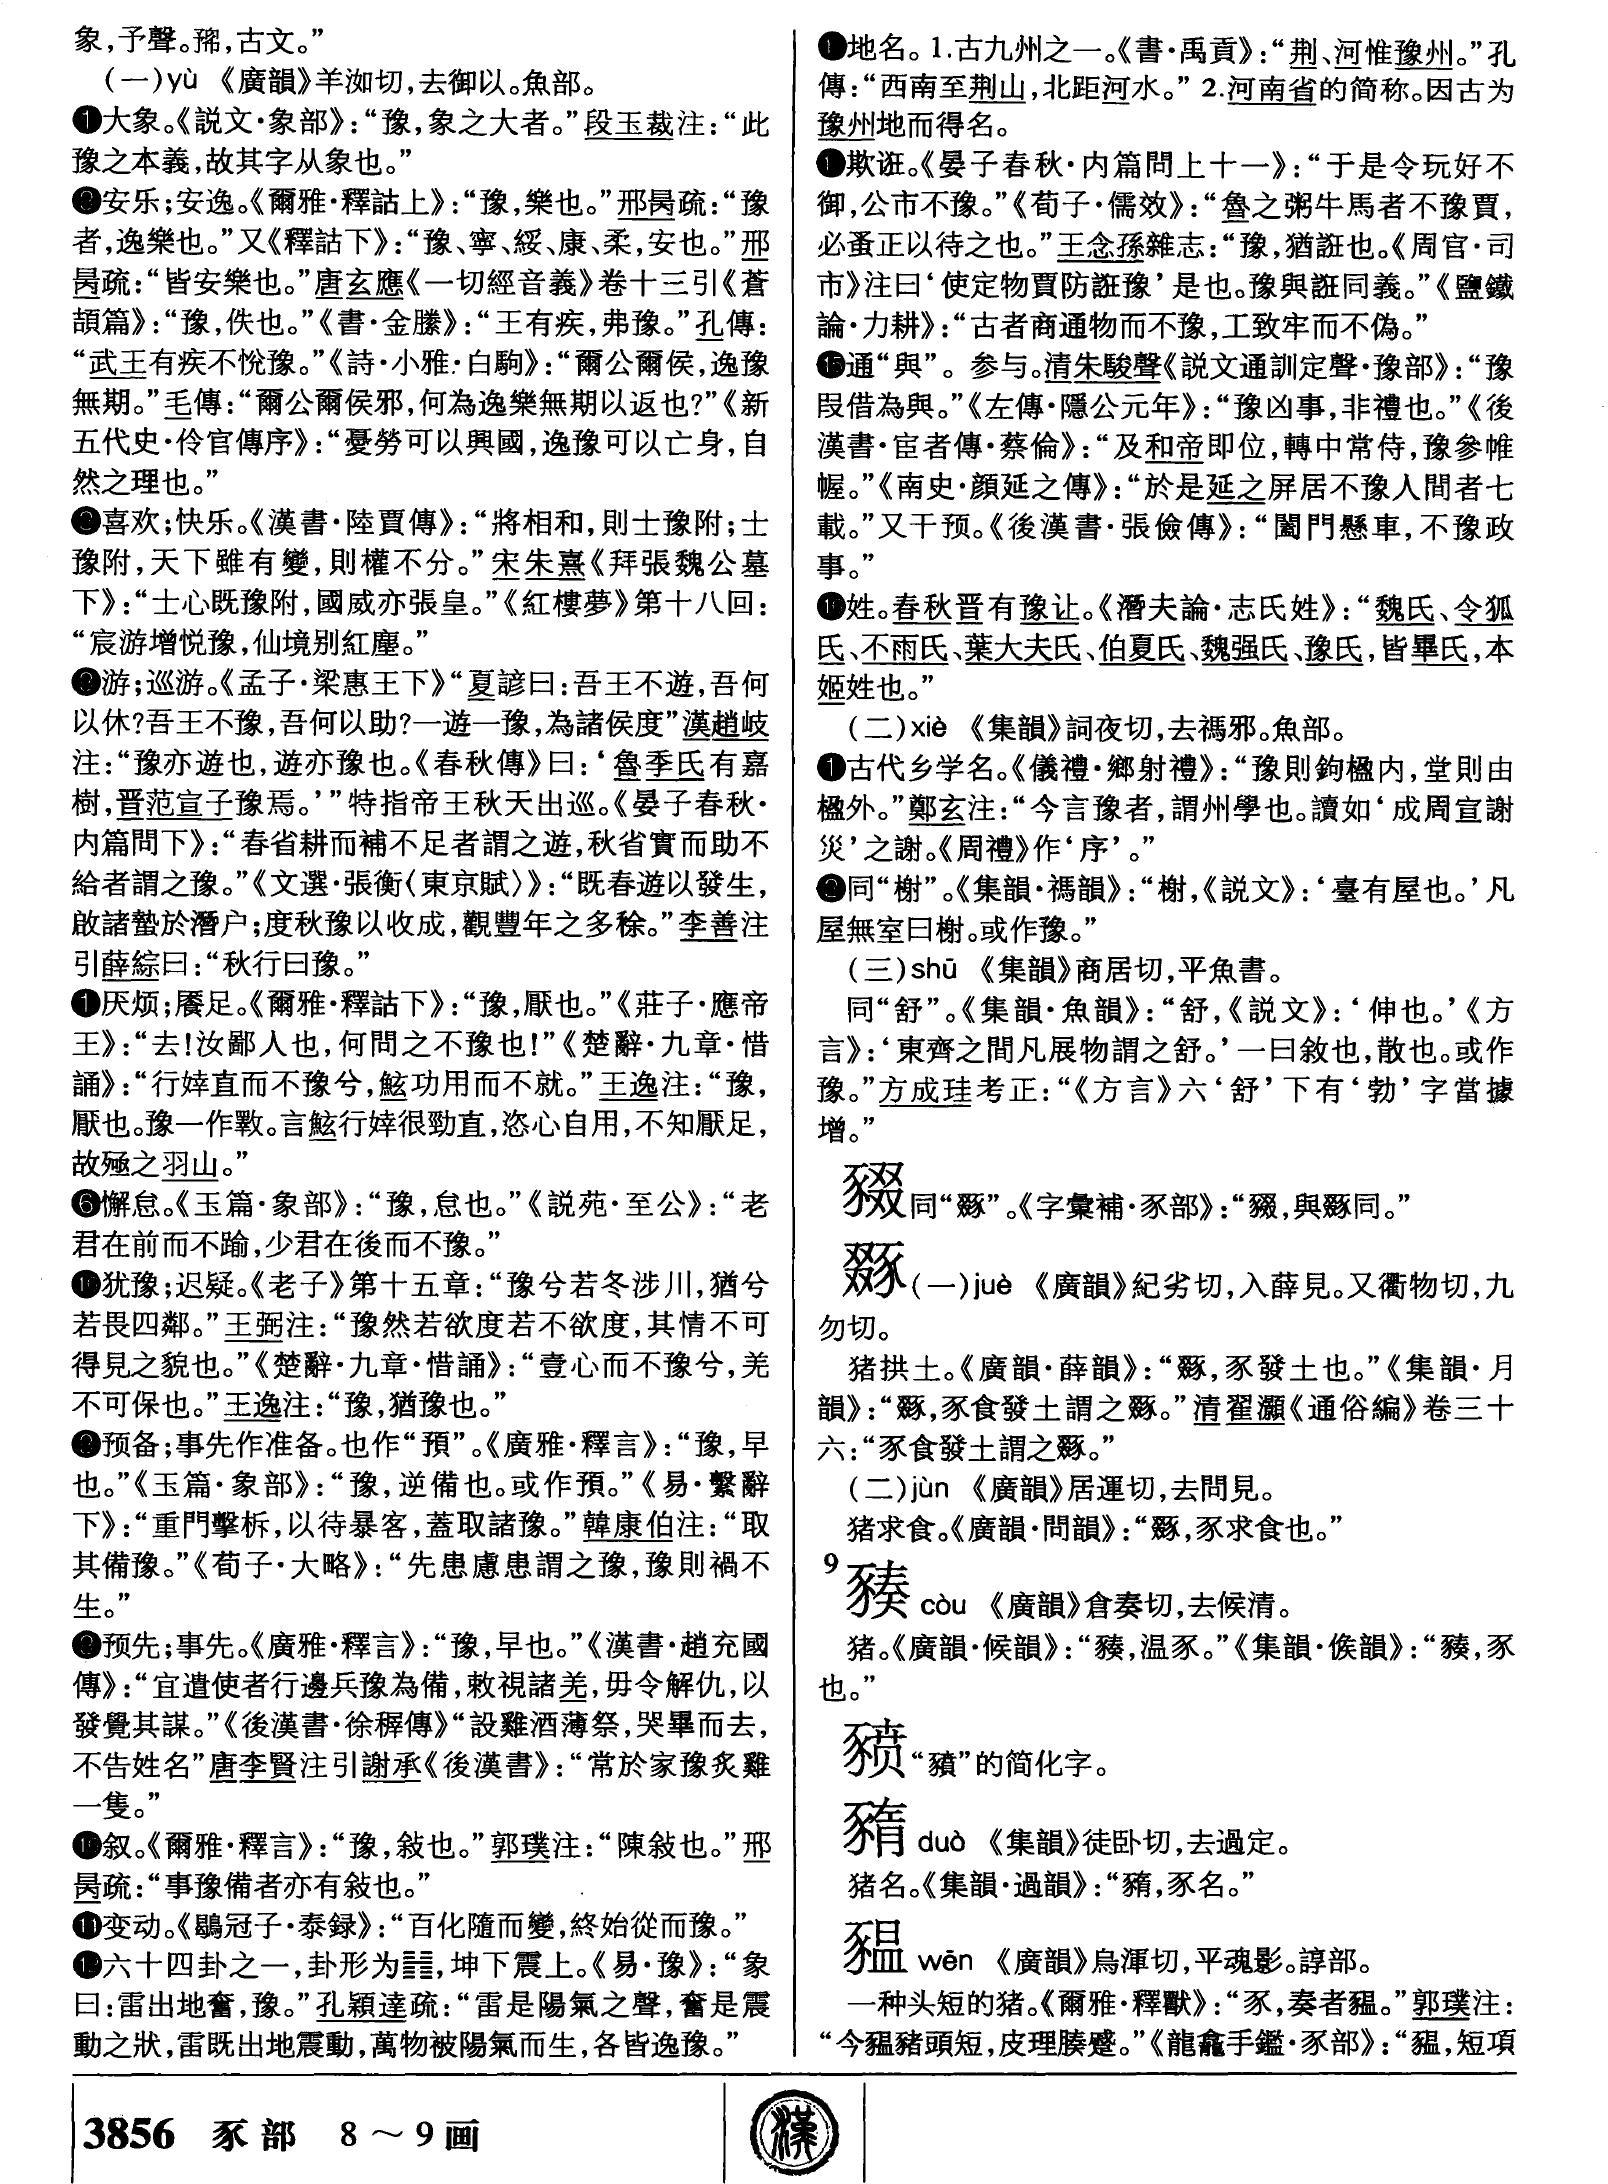 象，予聲。㣇，古文。”
（一）yù 《廣韻》羊洳切，去御以。魚部。
❶大象。《説文·象部》：“豫，象之大者。”段玉裁注：“此
豫之本義，故其字从象也。”
❷安乐；安逸。《爾雅·釋詁上》：“豫，樂也。”邢昺疏：“豫
者，逸樂也。”又《釋詁下》：“豫、寧、綏、康、柔，安也。”邢
昺疏：“皆安樂也。”唐玄應《一切經音義》卷十三引《蒼
頡篇》：“豫，佚也。”《書·金縢》：“王有疾，弗豫。”孔傳：
“武王有疾不悅豫。”《詩·小雅·白駒》：“爾公爾侯，逸豫
無期。”毛傳：“爾公爾侯邪，何為逸樂無期以返也？”《新
五代史·伶官傳序》：“憂勞可以興國，逸豫可以亡身，自
然之理也。”
❸喜欢；快乐。《漢書·陸賈傳》：“將相和，則士豫附；士
豫附，天下雖有變，則權不分。”宋朱熹《拜張魏公墓
下》：“士心既豫附，國威亦張皇。”《紅樓夢》第十八回：
“宸游增悦豫，仙境别紅塵。”
游；巡游。《孟子·梁惠王下》“夏諺曰：吾王不遊，吾何
以休？吾王不豫，吾何以助？一遊一豫，為諸侯度”漢趙岐
注：“豫亦遊也，遊亦豫也。《春秋傳》曰：‘魯季氏有嘉
樹，晋范宣子豫焉。’”特指帝王秋天出巡。《晏子春秋·
内篇問下》：“春省耕而補不足者謂之遊，秋省實而助不
給者謂之豫。”《文選·張衡〈東京賦〉》：“既春遊以發生，
啟諸蟄於潛户；度秋豫以收成，觀豐年之多稌。”李善注
引薛綜曰：“秋行曰豫。”
厌烦；餍足。《爾雅·釋詁下》：“豫，厭也。”《莊子·應帝
王》：“去！汝鄙人也，何問之不豫也！”《楚辭·九章·惜
誦》：“行婞直而不豫兮，鮌功用而不就。”王逸注：“豫，
厭也。豫一作斁。言鮌行婞很勁直，恣心自用，不知厭足，
故殛之羽山。”
❻懈怠。《玉篇·象部》：“豫，怠也。”《説苑·至公》：“老
君在前而不踰，少君在後而不豫。”
犹豫；迟疑。《老子》第十五章：“豫兮若冬涉川，猶兮
若畏四鄰。”王弼注：“豫然若欲度若不欲度，其情不可
得見之貌也。”《楚辭·九章·惜誦》：“壹心而不豫兮，羌
不可保也。”王逸注：“豫，猶豫也。”
预备；事先作准备。也作“預”。《廣雅·釋言》：“豫，早
也。”《玉篇·象部》：“豫，逆備也。或作預。”《易·繫辭
下》：“重門擊柝，以待暴客，蓋取諸豫。”韓康伯注：“取
其備豫。”《荀子·大略》：“先患慮患謂之豫，豫則禍不
生。”
预先；事先。《廣雅·釋言》：“豫，早也。”《漢書·趙充國
傳》：“宜遣使者行邊兵豫為備，敕視諸羌，毋令解仇，以
發覺其謀。”《後漢書·徐穉傳》“設雞酒薄祭，哭畢而去，
不告姓名”唐李賢注引謝承《後漢書》：“常於家豫炙雞
一隻。”
叙。《爾雅·釋言》：“豫，敍也。”郭璞注：“陳敍也。”邢
昺疏：“事豫備者亦有敍也。”
⓫变动。《鶡冠子·泰録》：“百化隨而變，終始從而豫。”
⓬六十四卦之一，卦形为䷏，坤下震上。《易·豫》：“象
曰：雷出地奮，豫。”孔穎達疏：“雷是陽氣之聲，奮是震
動之狀，雷既出地震動，萬物被陽氣而生，各皆逸豫。”
地名。1.古九州之一。《書·禹貢》：“荆、河惟豫州。”孔
傳：“西南至荆山，北距河水。” 2.河南省的简称。因古为
豫州地而得名。
欺诳。《晏子春秋·内篇問上十一》：“于是令玩好不
御，公市不豫。”《荀子·儒效》：“魯之粥牛馬者不豫賈，
必蚤正以待之也。”王念孫雜志：“豫，猶誑也。《周官·司
市》注曰‘使定物賈防誑豫’是也。豫與誑同義。”《鹽鐵
論·力耕》：“古者商通物而不豫，工致牢而不偽。”
⓯通“與”。参与。清朱駿聲《説文通訓定聲·豫部》：“豫
叚借為與。”《左傳·隱公元年》：“豫凶事，非禮也。”《後
漢書·宦者傳·蔡倫》：“及和帝即位，轉中常侍，豫參帷
幄。”《南史·顔延之傳》：“於是延之屏居不豫人間者七
載。”又干预。《後漢書·張儉傳》：“闔門懸車，不豫政
事。”
姓。春秋晋有豫让。《潛夫論·志氏姓》：“魏氏、令狐
氏、不雨氏、葉大夫氏、伯夏氏、魏强氏、豫氏，皆畢氏，本
姬姓也。”
（二）xiè 《集韻》詞夜切，去禡邪。魚部。
❶古代乡学名。《儀禮·鄉射禮》：“豫則鉤楹内，堂則由
楹外。”鄭玄注：“今言豫者，謂州學也。讀如‘成周宣謝
災’之謝。《周禮》作‘序’。”
❷同“榭”。《集韻·禡韻》：“榭，《説文》：‘臺有屋也。’凡
屋無室曰榭。或作豫。”
（三）shū 《集韻》商居切，平魚書。
同“舒”。《集韻·魚韻》：“舒，《説文》：‘伸也。’《方
言》：‘東齊之間凡展物謂之舒。’一曰敘也，散也。或作
豫。”方成珪考正：“《方言》六‘舒’下有‘勃’字當據
增。”
豛同“豩”。《字彙補·豕部》：“豛，與豩同。”
（一）juè 《廣韻》紀劣切，入薛見。又衢物切，九
勿切。
猪拱土。《廣韻·薛韻》：“，豕發土也。”《集韻·月
韻》：“，豕食發土謂之。”清翟灝《通俗編》卷三十
六：“豕食發土謂之。”
（二）jùn 《廣韻》居運切，去問見。
猪求食。《廣韻·問韻》：“，豕求食也。”
9
còu 《廣韻》倉奏切，去候清。
猪。《廣韻·候韻》：“，温豕。”《集韻·候韻》：“，豕
也。”
“豶”的简化字。
duò 《集韻》徒卧切，去過定。
猪名。《集韻·過韻》：“，豕名。”
豱 wēn 《廣韻》烏渾切，平魂影。諄部。
一种头短的猪。《爾雅·釋獸》：“豕，奏者豱。”郭璞注：
“今豱豬頭短，皮理腠蹙。”《龍龕手鑑·豕部》：“豱，短項
3856 豕部 8～9画
漢